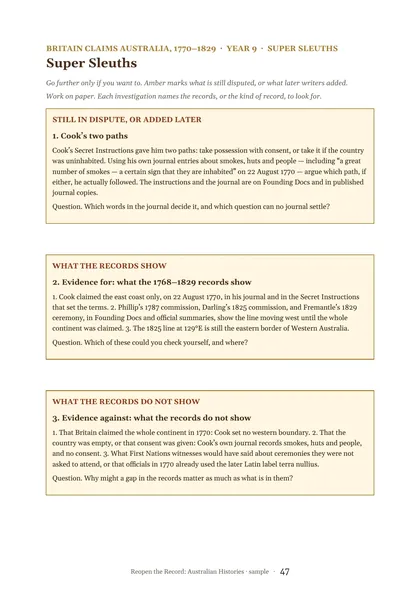 BRITAIN CLAIMS AUSTRALIA, 1770–1829 · YEAR 9 · SUPER SLEUTHS
Super Sleuths
Go further only if you want to. Amber marks what is still disputed, or what later writers added.
Work on paper. Each investigation names the records, or the kind of record, to look for.
STILL IN DISPUTE, OR ADDED LATER
1. Cook's two paths
Cook's Secret Instructions gave him two paths: take possession with consent, or take it if the country
was uninhabited. Using his own journal entries about smokes, huts and people — including “a great
number of smokes — a certain sign that they are inhabited” on 22 August 1770 — argue which path, if
either, he actually followed. The instructions and the journal are on Founding Docs and in published
journal copies.
Question. Which words in the journal decide it, and which question can no journal settle?
WHAT THE RECORDS SHOW
2. Evidence for: what the 1768–1829 records show
1. Cook claimed the east coast only, on 22 August 1770, in his journal and in the Secret Instructions
that set the terms. 2. Phillip's 1787 commission, Darling's 1825 commission, and Fremantle's 1829
ceremony, in Founding Docs and official summaries, show the line moving west until the whole
continent was claimed. 3. The 1825 line at 129°E is still the eastern border of Western Australia.
Question. Which of these could you check yourself, and where?
WHAT THE RECORDS DO NOT SHOW
3. Evidence against: what the records do not show
1. That Britain claimed the whole continent in 1770: Cook set no western boundary. 2. That the
country was empty, or that consent was given: Cook's own journal records smokes, huts and people,
and no consent. 3. What First Nations witnesses would have said about ceremonies they were not
asked to attend, or that officials in 1770 already used the later Latin label terra nullius.
Question. Why might a gap in the records matter as much as what is in them?
Reopen the Record: Australian Histories · sample · 47